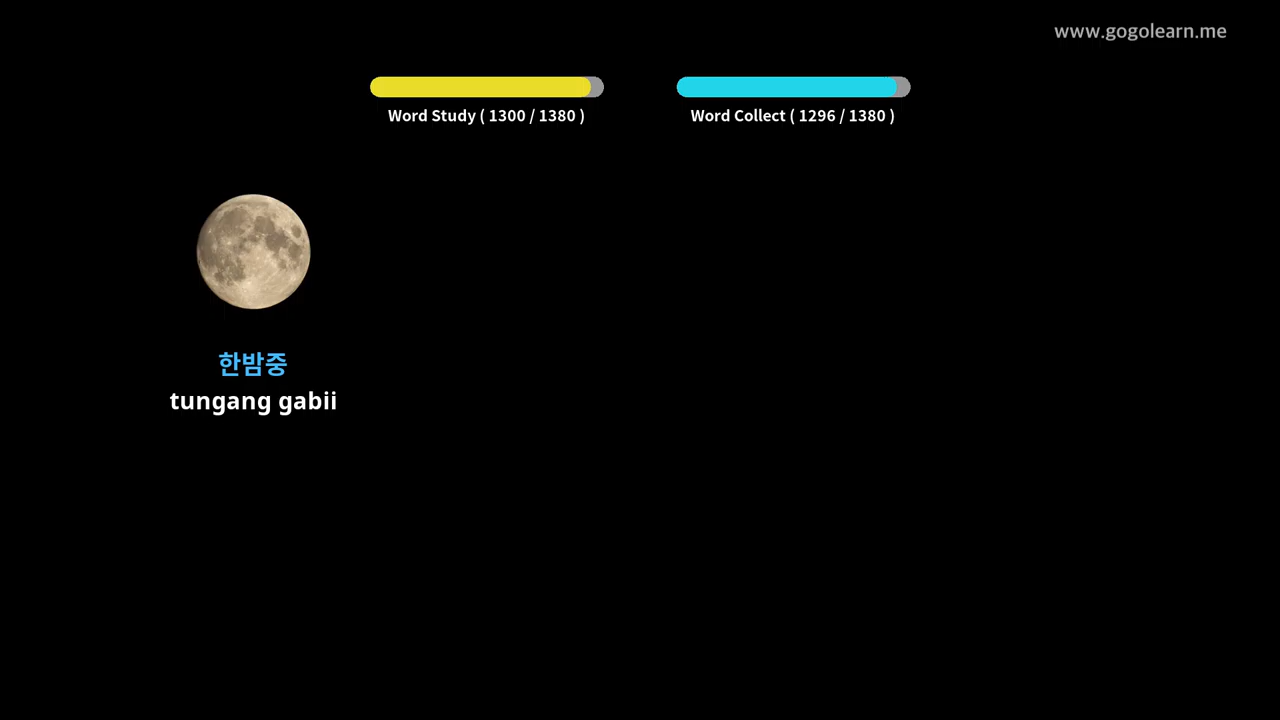 www.gogolearn.me
Word Study ( 1300 / 1380 )
Word Collect ( 1296 / 1380 )
한밤중
tungang gabii